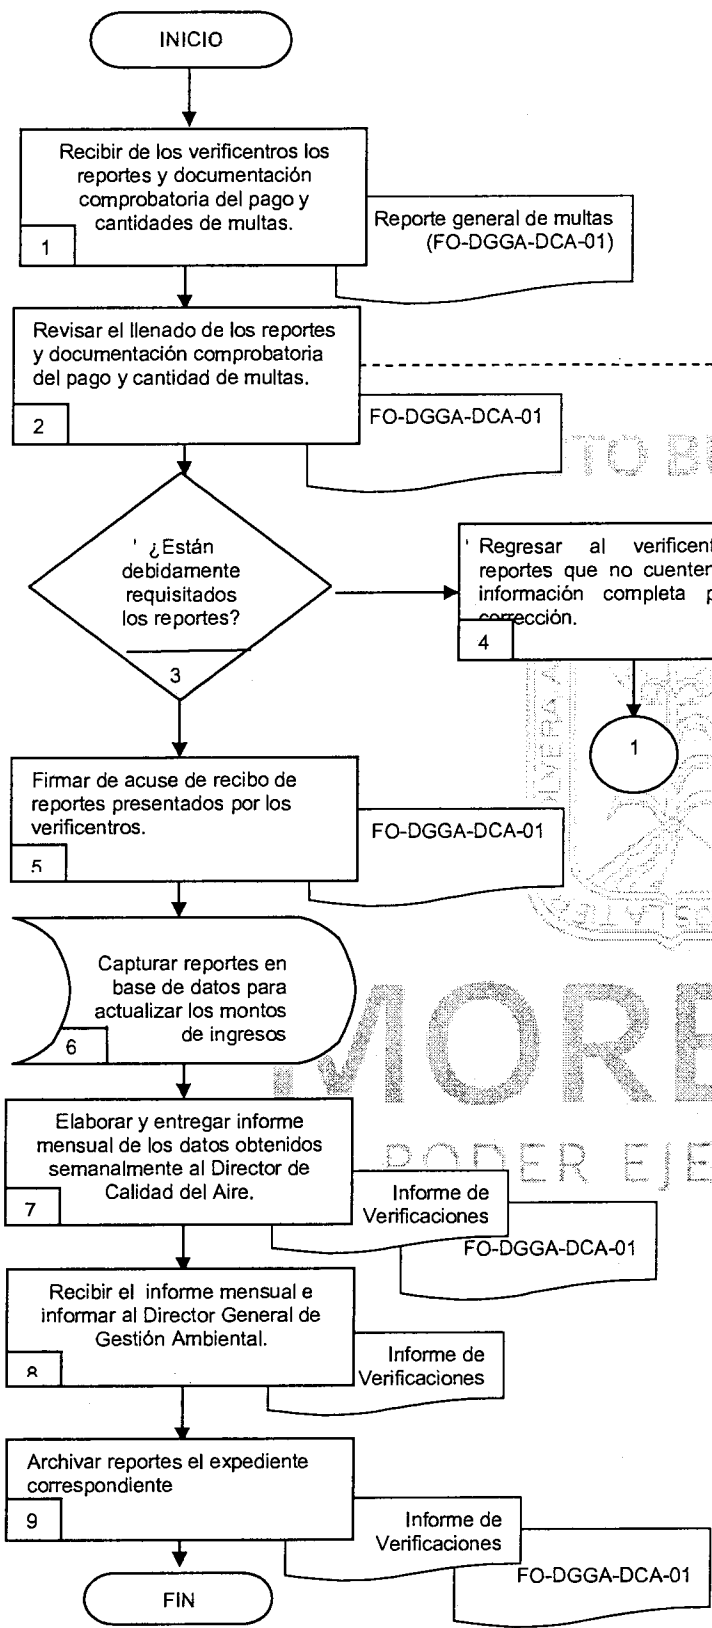 INICIO
Recibir de los verificentros los
reportes y documentación
comprobatoria del pago y
cantidades de multas.
1
Reporte general de multas
(FO-DGGA-DCA-01)
Revisar el llenado de los reportes
y documentación comprobatoria
del pago y cantidad de multas.
2
FO-DGGA-DCA-01
TO
¿Están
debidamente
requisitados
los reportes?
3
Regresar al
reportes que no
información completa
corrección.
4
1
Firmar de acuse de recibo de
reportes presentados por los
verificentros.
5
FO-DGGA-DCA-01
Capturar reportes en
base de datos para
actualizar los montos
de ingresos
6
MORE
PODER EJE
Elaborar y entregar informe
mensual de los datos obtenidos
semanalmente al Director de
Calidad del Aire.
7
Informe de
Verificaciones
FO-DGGA-DCA-01
Recibir el informe mensual e
informar al Director General de
Gestión Ambiental.
8
Informe de
Verificaciones
Archivar reportes el expediente
correspondiente
9
Informe de
Verificaciones
FO-DGGA-DCA-01
FIN